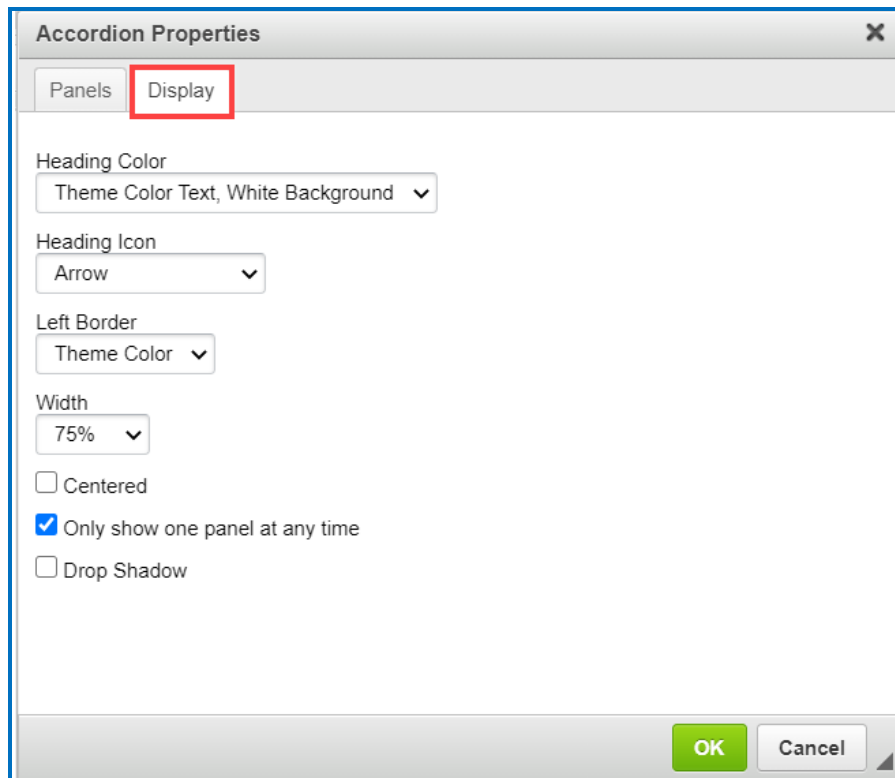 Accordion Properties
Panels Display
Heading Color
Theme Color Text, White Background
Heading Icon
Arrow
Left Border
Theme Color
Width
75%
Centered
Only show one panel at any time
Drop Shadow
OK Cancel